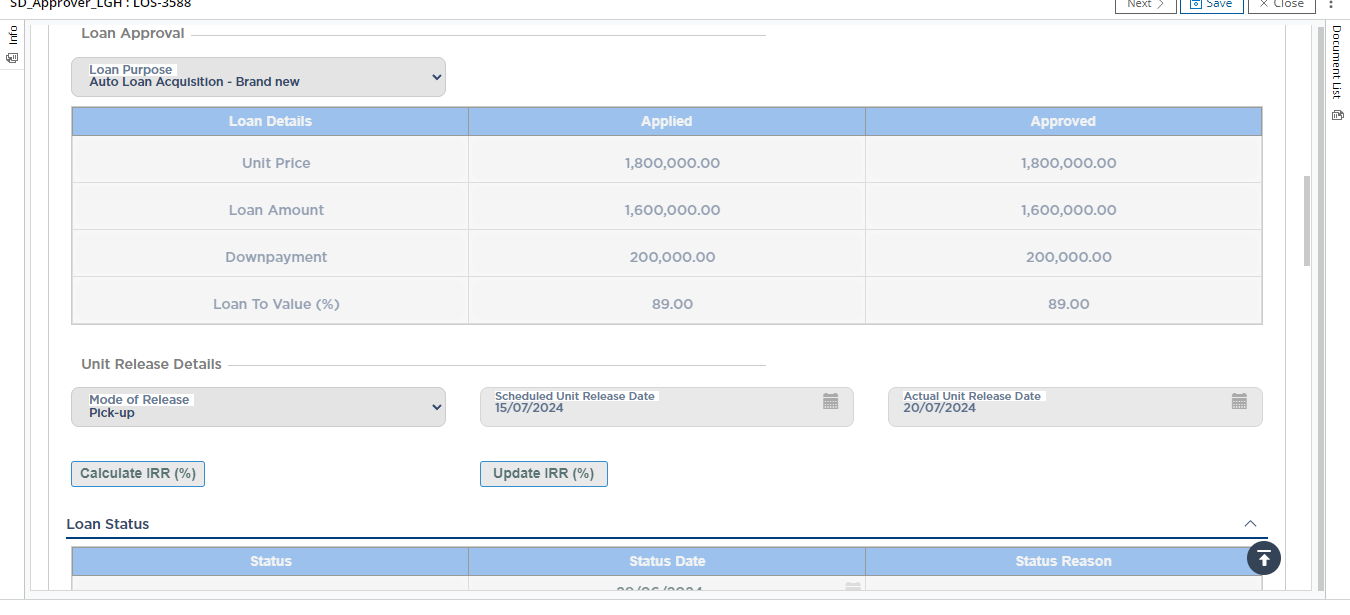 SD_Approver_LGH : LOS-3588
Next
Save
Close
Info
Document List
Loan Approval
Loan Purpose
Auto Loan Acquisition - Brand new
Loan Details Applied Approved
Unit Price 1,800,000.00 1,800,000.00
Loan Amount 1,600,000.00 1,600,000.00
Downpayment 200,000.00 200,000.00
Loan To Value (%) 89.00 89.00
Unit Release Details
Mode of Release
Pick-up
Scheduled Unit Release Date
15/07/2024
Actual Unit Release Date
20/07/2024
Calculate IRR (%)
Update IRR (%)
Loan Status
Status Status Date Status Reason